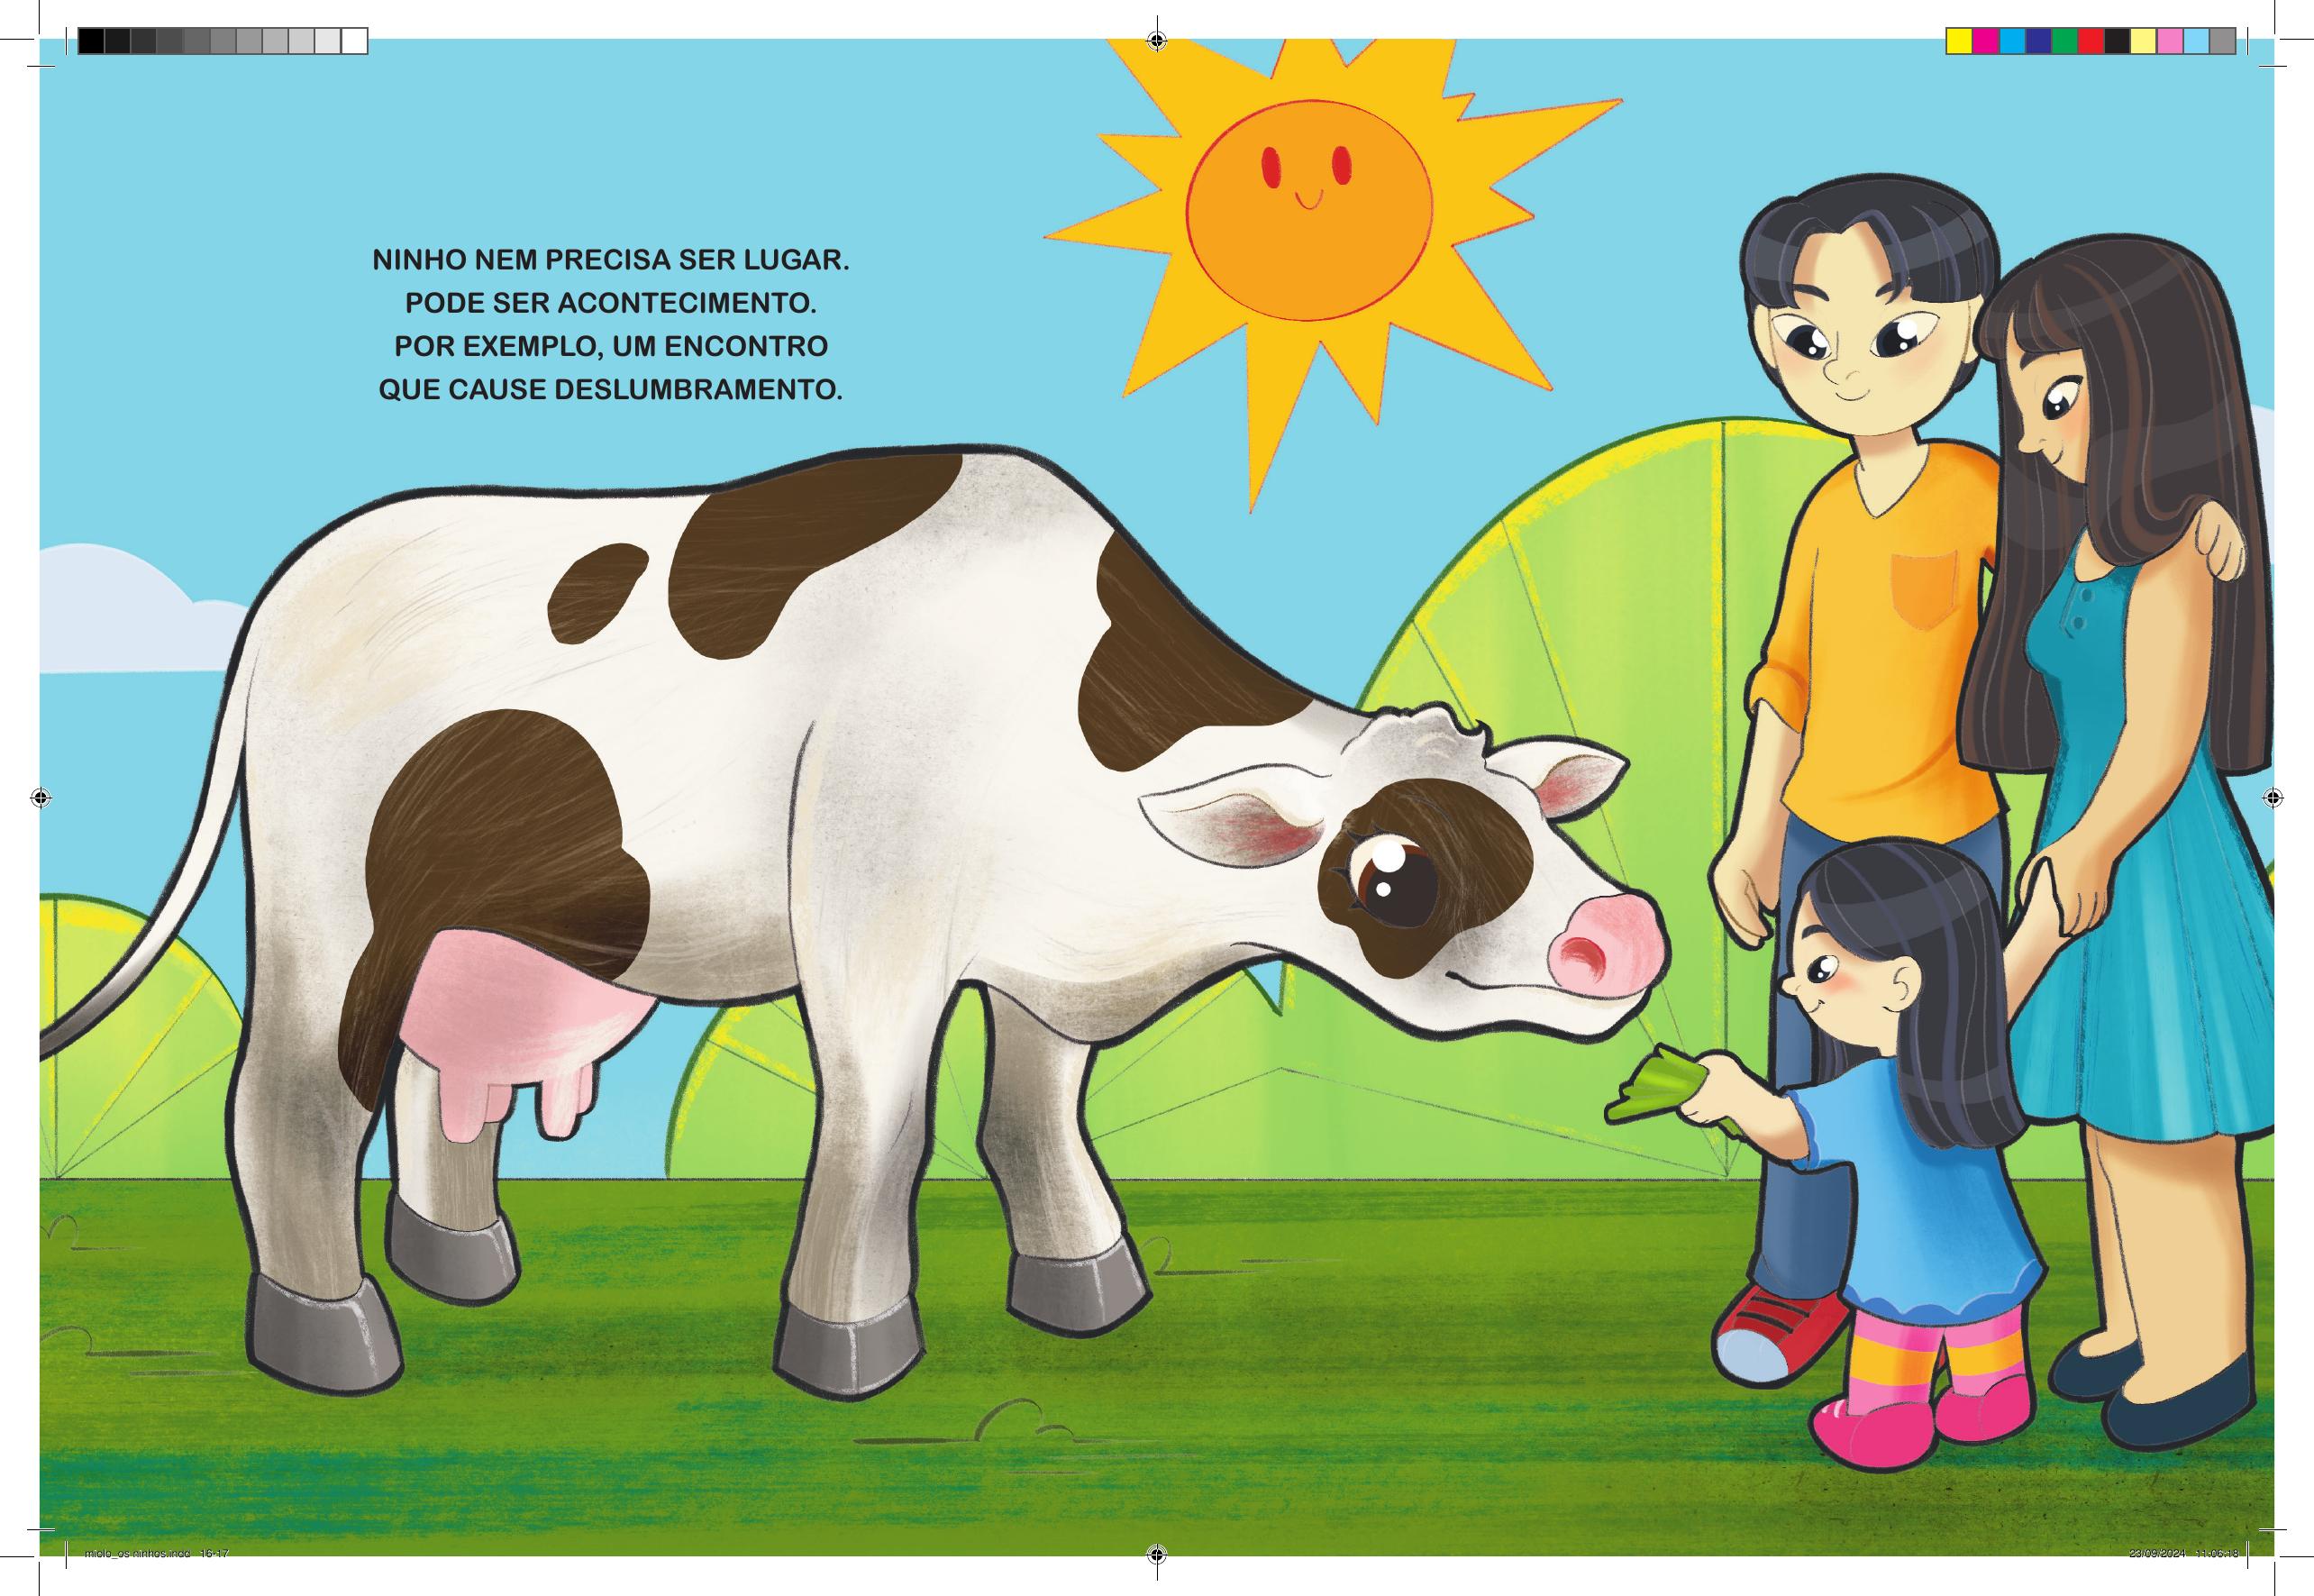 NINHO NEM PRECISA SER LUGAR.
PODE SER ACONTECIMENTO.
POR EXEMPLO, UM ENCONTRO
QUE CAUSE DESLUMBRAMENTO.
miolo_os ninhos.indd   16-17
23/09/2024   11:06:18